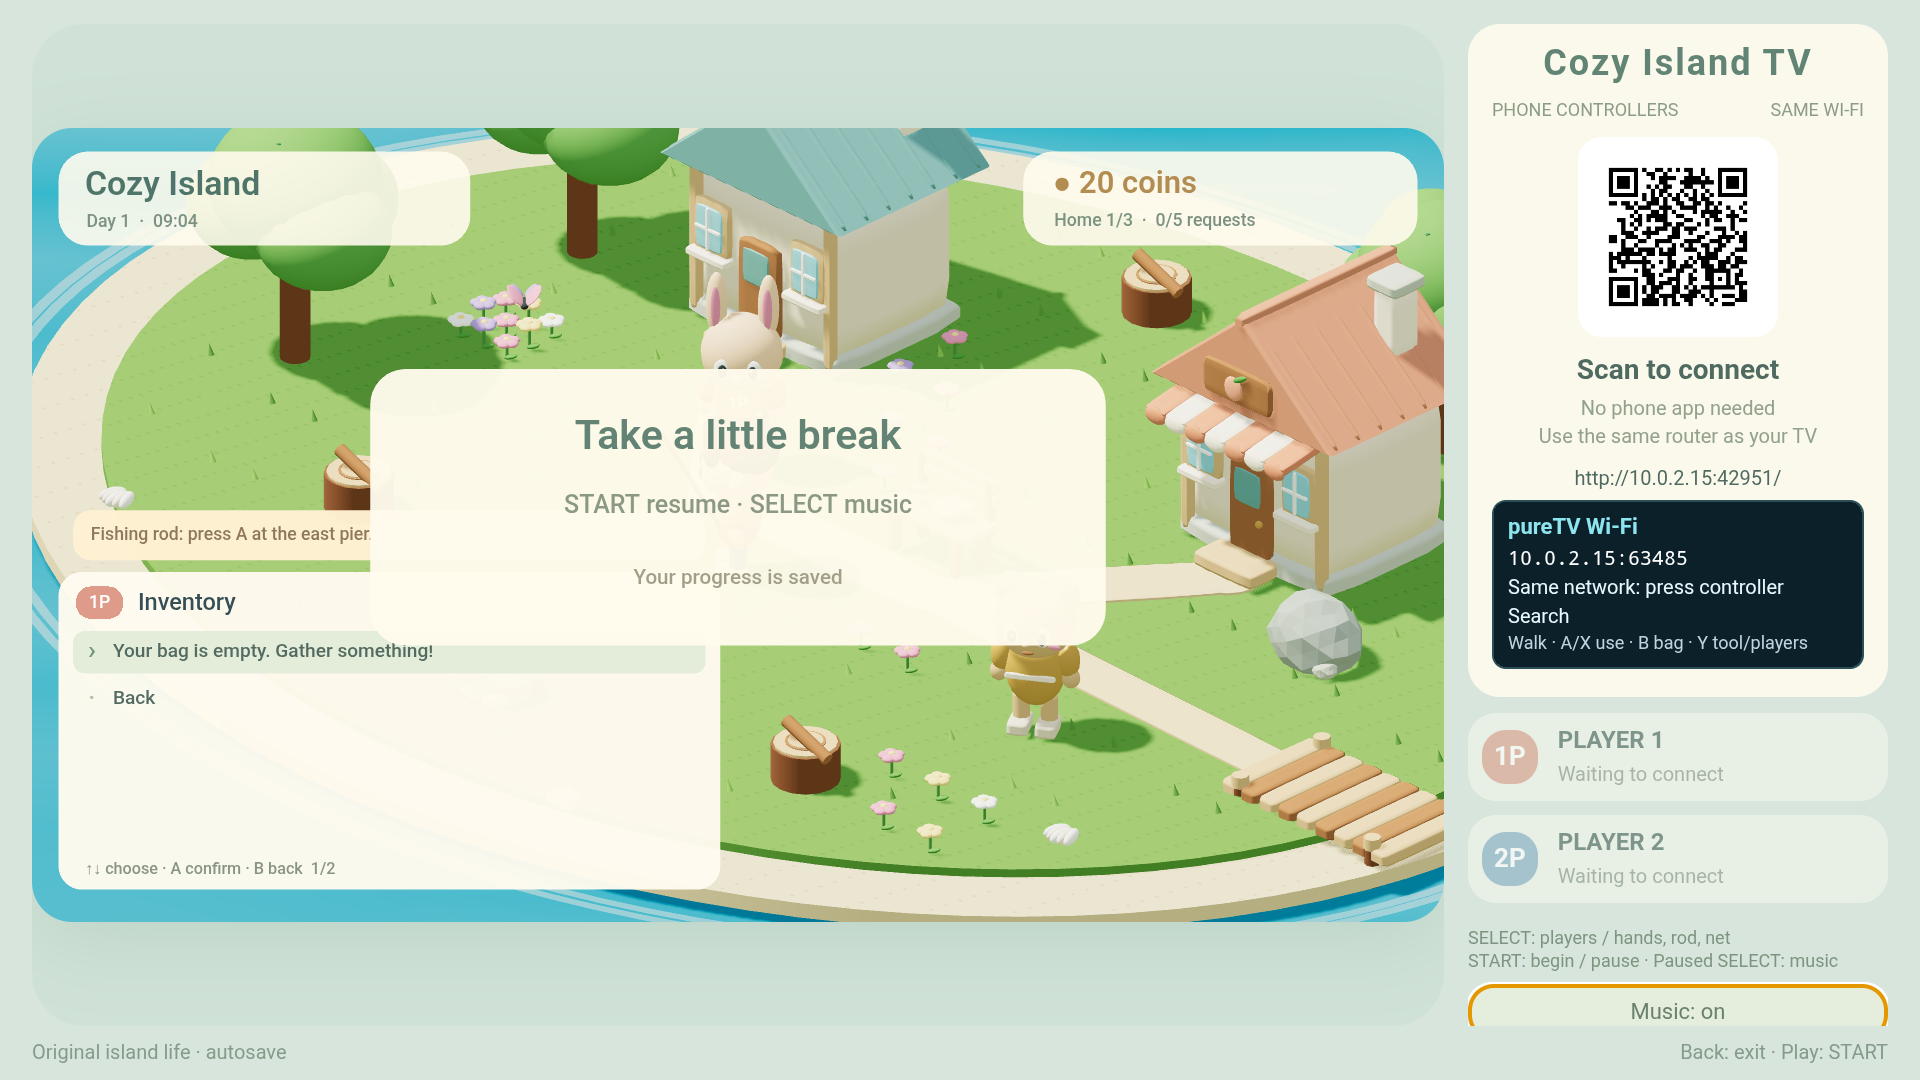 Cozy Island
Day 1 · 09:04
● 20 coins
Home 1/3 · 0/5 requests
Take a little break
START resume · SELECT music
Your progress is saved
Fishing rod: press A at the east pier.
1P Inventory
› Your bag is empty. Gather something!
· Back
↑↓ choose · A confirm · B back 1/2
Cozy Island TV
PHONE CONTROLLERS SAME WI-FI
Scan to connect
No phone app needed
Use the same router as your TV
http://10.0.2.15:42951/
pureTV Wi-Fi
10.0.2.15:63485
Same network: press controller
Search
Walk · A/X use · B bag · Y tool/players
1P PLAYER 1
Waiting to connect
2P PLAYER 2
Waiting to connect
SELECT: players / hands, rod, net
START: begin / pause · Paused SELECT: music
Music: on
Original island life · autosave
Back: exit · Play: START